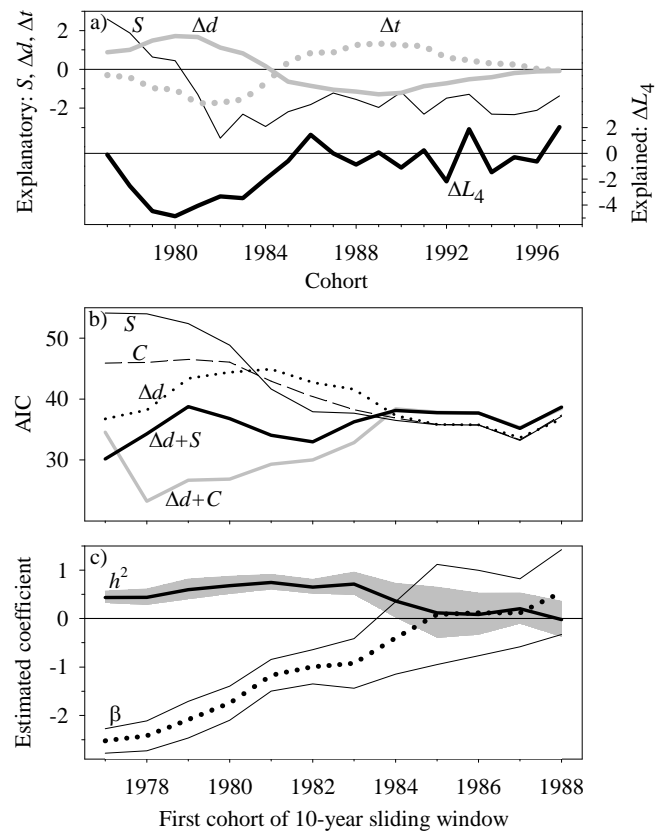 a)
S
Δd
Δt
2
0
-2
Explanatory: S, Δd, Δt
2
0
-2
-4
Explained: ΔL₄
ΔL₄
1980
1984
1988
1992
1996
Cohort
b)
S
C
Δd
Δd+S
Δd+C
50
40
30
AIC
c)
h²
β
1
0
-1
-2
Estimated coefficient
1978
1980
1982
1984
1986
1988
First cohort of 10-year sliding window